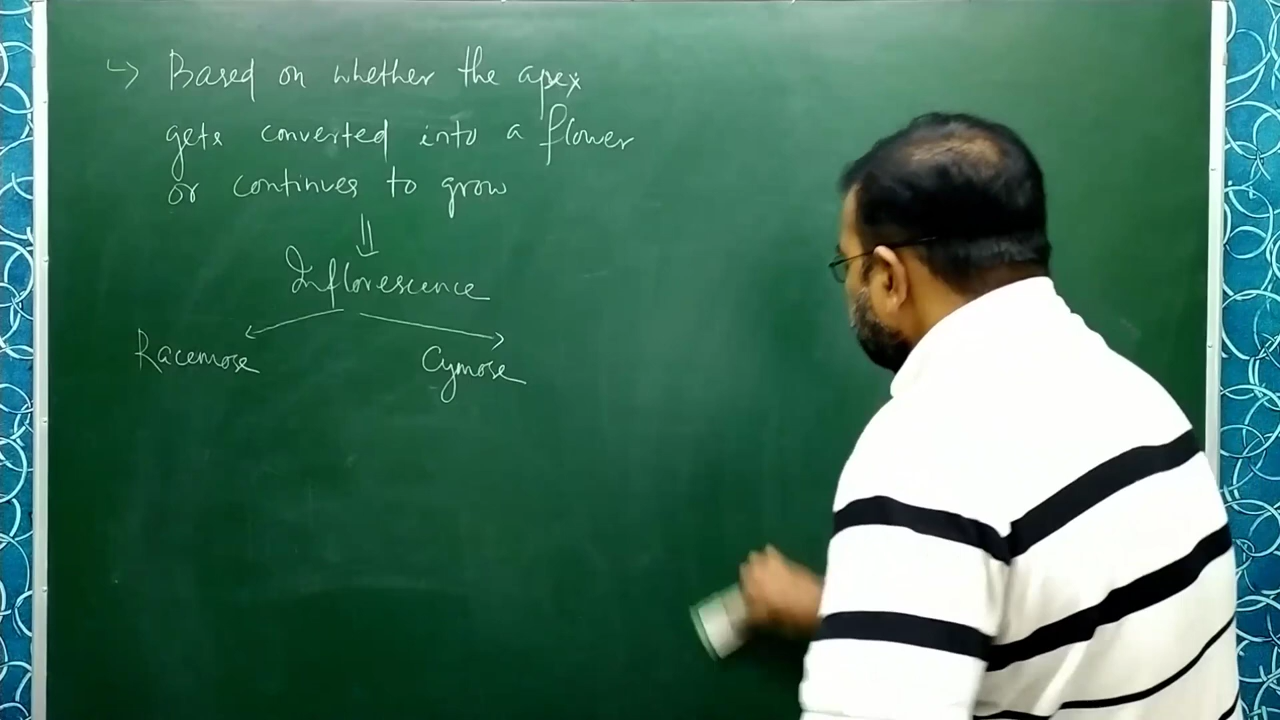 ↳ Based on whether the apex
gets converted into a flower
or continues to grow
⇓
Inflorescence
Racemose Cymose